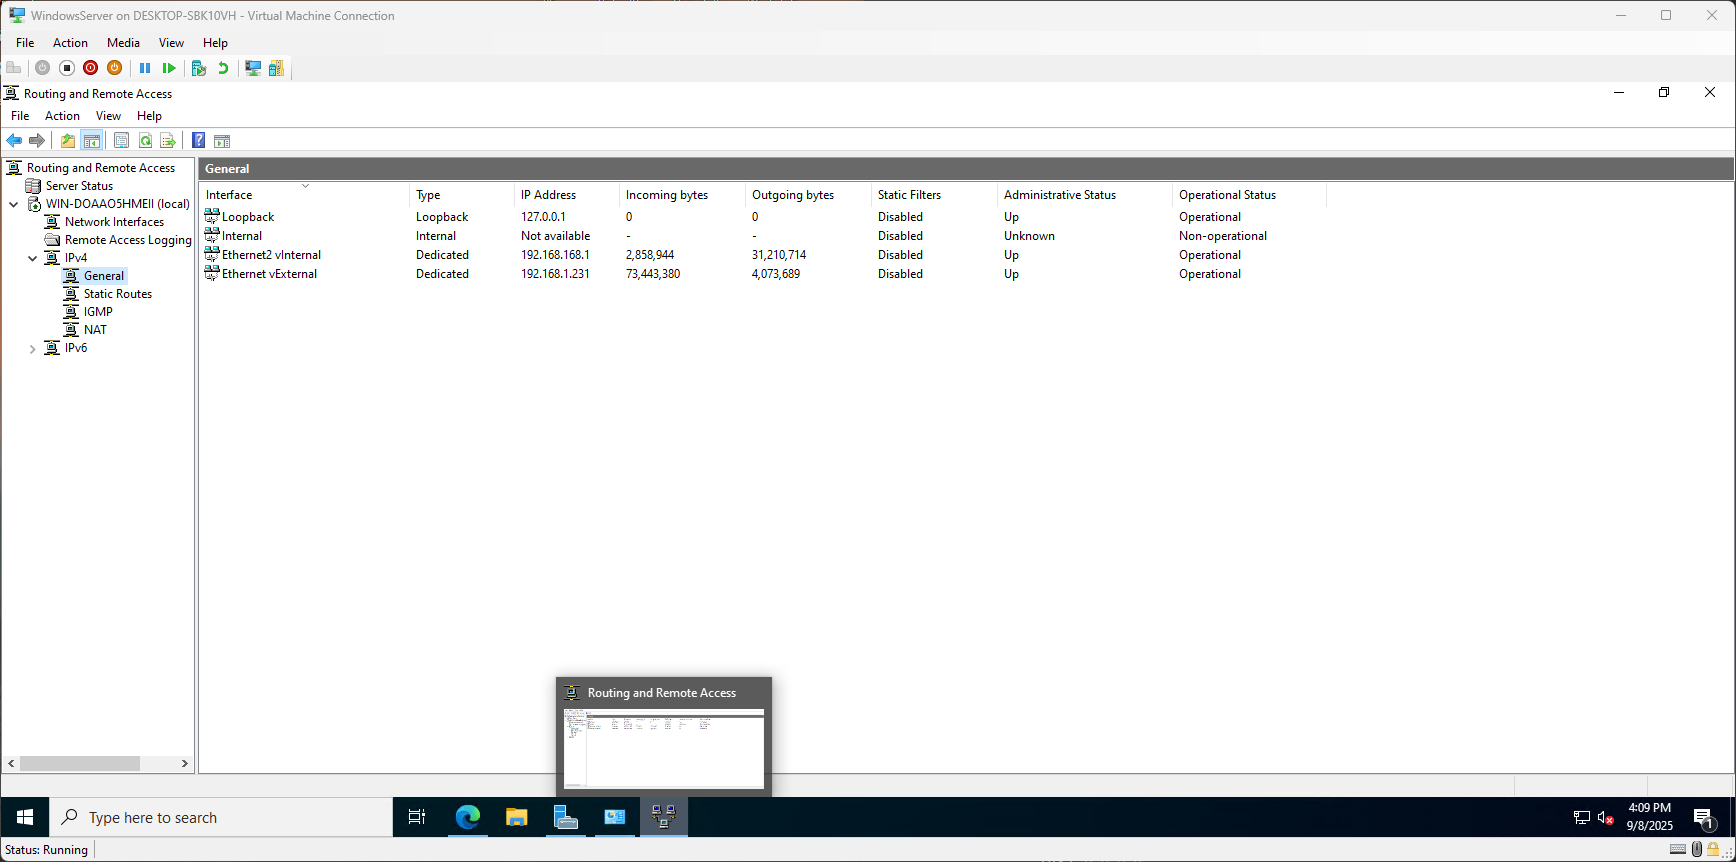 WindowsServer on DESKTOP-SBK10VH - Virtual Machine Connection
File Action Media View Help
Routing and Remote Access
File Action View Help
Routing and Remote Access
Server Status
WIN-DOAAO5HMEII (local)
Network Interfaces
Remote Access Logging
IPv4
General
Static Routes
IGMP
NAT
IPv6
General
Interface Type IP Address Incoming bytes Outgoing bytes Static Filters Administrative Status Operational Status
Loopback Loopback 127.0.0.1 0 0 Disabled Up Operational
Internal Internal Not available - - Disabled Unknown Non-operational
Ethernet2 vInternal Dedicated 192.168.168.1 2,858,944 31,210,714 Disabled Up Operational
Ethernet vExternal Dedicated 192.168.1.231 73,443,380 4,073,689 Disabled Up Operational
Routing and Remote Access
Type here to search
4:09 PM
9/8/2025
1
Status: Running